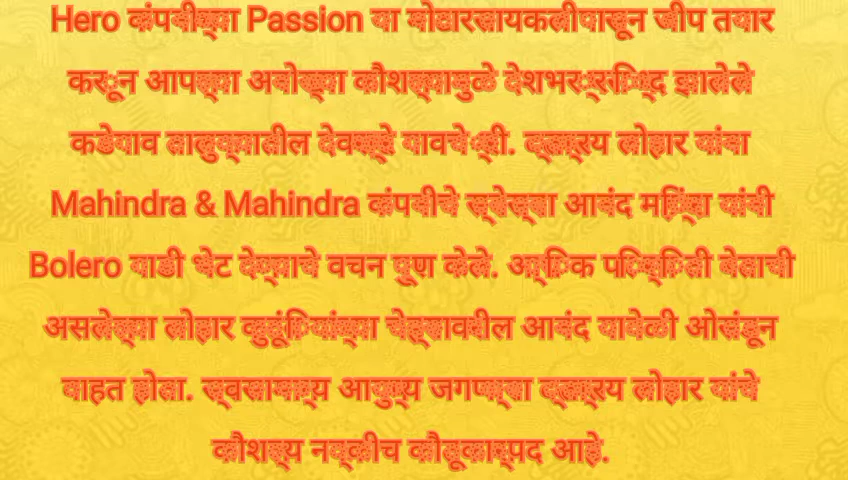 Hero कंपनीच्या Passion या मोटारसायकलीपासून जीप तयार
करून आपल्या अनोख्या कौशल्यामुळे देशभर झालेले
कडेगाव तालुक्यातील देवराष्ट्रे गावचे श्री. दत्तात्रय लोहार यांना
Mahindra & Mahindra कंपनीचे आनंद महिंद्रा यांनी
Bolero गाडी भेट देण्याचे वचन पूर्ण केले. आर्थिक परिस्थिती बेताची
असलेल्या लोहार कुटुंबियांच्या चेहऱ्यावरील आनंद यावेळी ओसंडून
वाहत होता. सर्वसामान्य आयुष्य जगणाऱ्या दत्तात्रय लोहार यांचे
कौशल्य नक्कीच कौतुकास्पद आहे.